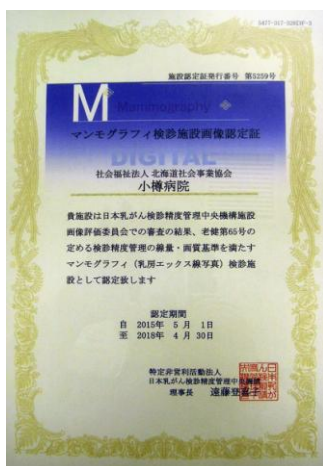 施設認定証発行番号 第5259号
M
Mammography
マンモグラフィ検診施設画像認定証
DIGITAL
社会福祉法人 北海道社会事業協会
小樽病院
貴施設は日本乳がん検診精度管理中央機構施設
画像評価委員会での審査の結果、老健第65号の
定める検診精度管理の線量・画質基準を満たす
マンモグラフィ(乳房エックス線写真)検診施
設として認定致します
認定期間
自 2015年 5月 1日
至 2018年 4月 30日
特定非営利活動法人
日本乳がん検診精度管理中央機構
理事長 遠藤登喜子